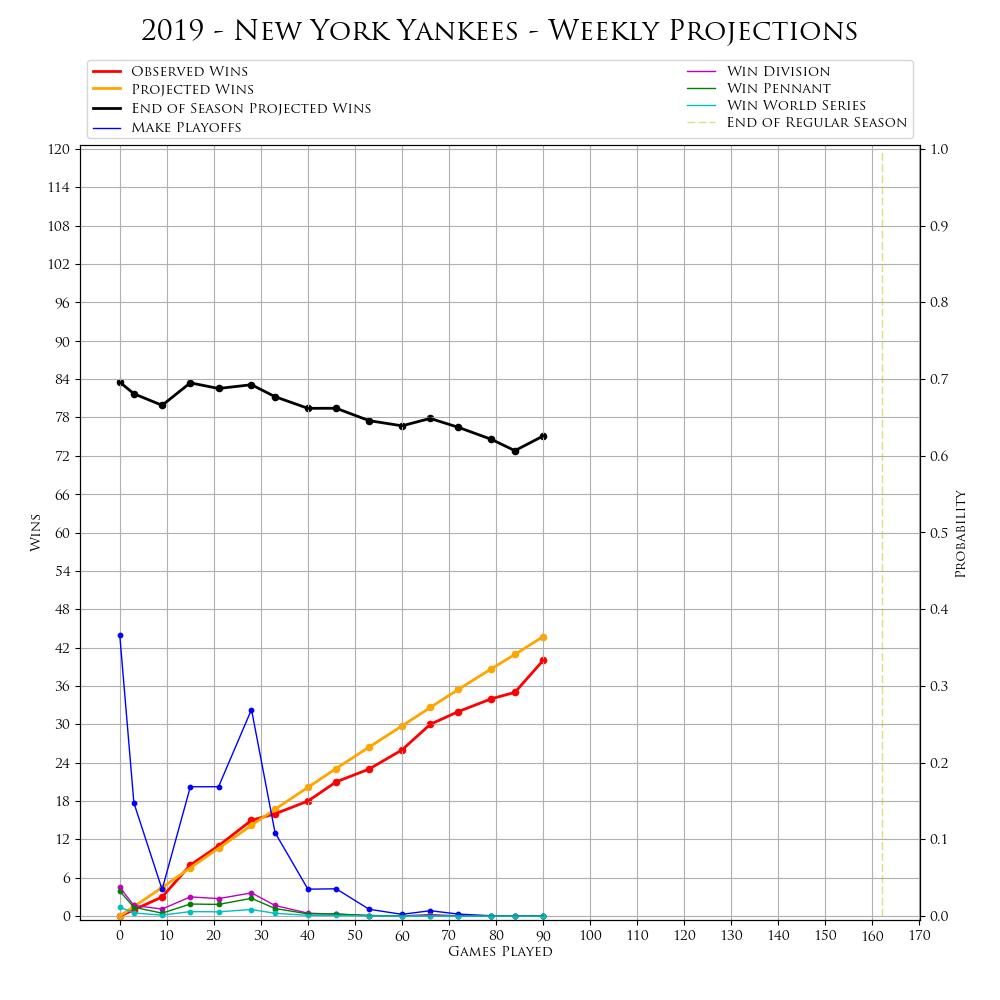 2019 - New York Yankees - Weekly Projections
Observed Wins
Projected Wins
End of Season Projected Wins
Make Playoffs
Win Division
Win Pennant
Win World Series
End of Regular Season
120
114
108
102
96
90
84
78
72
66
60
54
48
42
36
30
24
18
12
6
0
Wins
1.0
0.9
0.8
0.7
0.6
0.5
0.4
0.3
0.2
0.1
0.0
Probability
0 10 20 30 40 50 60 70 80 90 100 110 120 130 140 150 160 170
Games Played